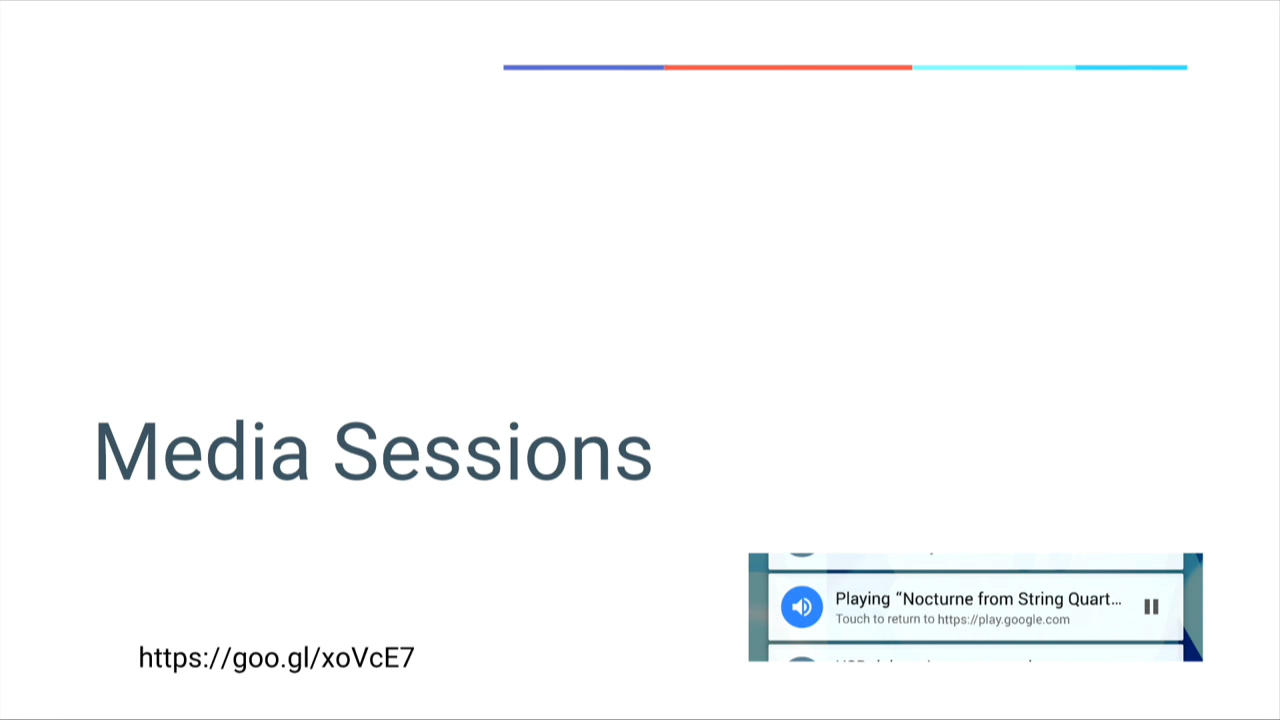 Media Sessions
Playing “Nocturne from String Quart...
Touch to return to https://play.google.com
https://goo.gl/xoVcE7